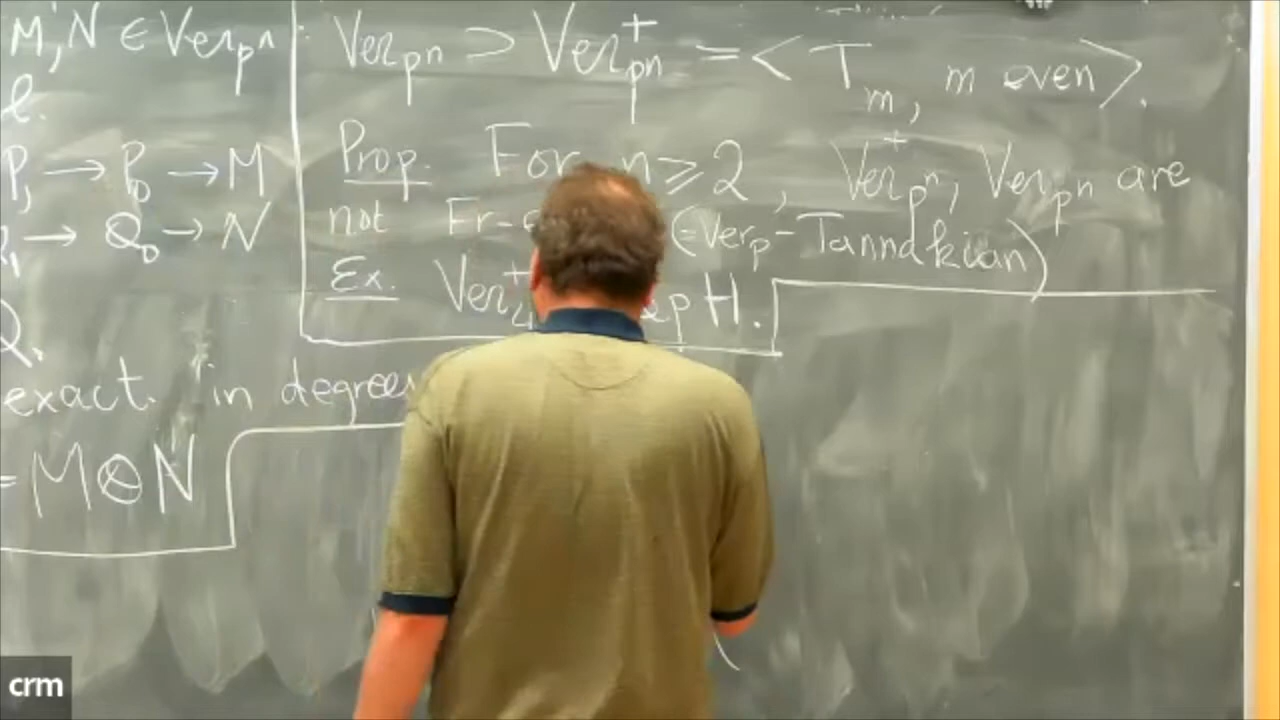 M, N ∈ Ver_{p^n}
l.
P_1 → P_0 → M
Q_1 → Q_0 → N
exact. in degrees
= M ⊗ N
Ver_{p^n} ⊃ Ver^+_{p^n} = < T_m, m even >.
Prop. For n ≥ 2, Ver^+_{p^n}, Ver_{p^n} are
not Fr- (=Ver_p-Tannakian)
Ex. Ver^+ H.
crm